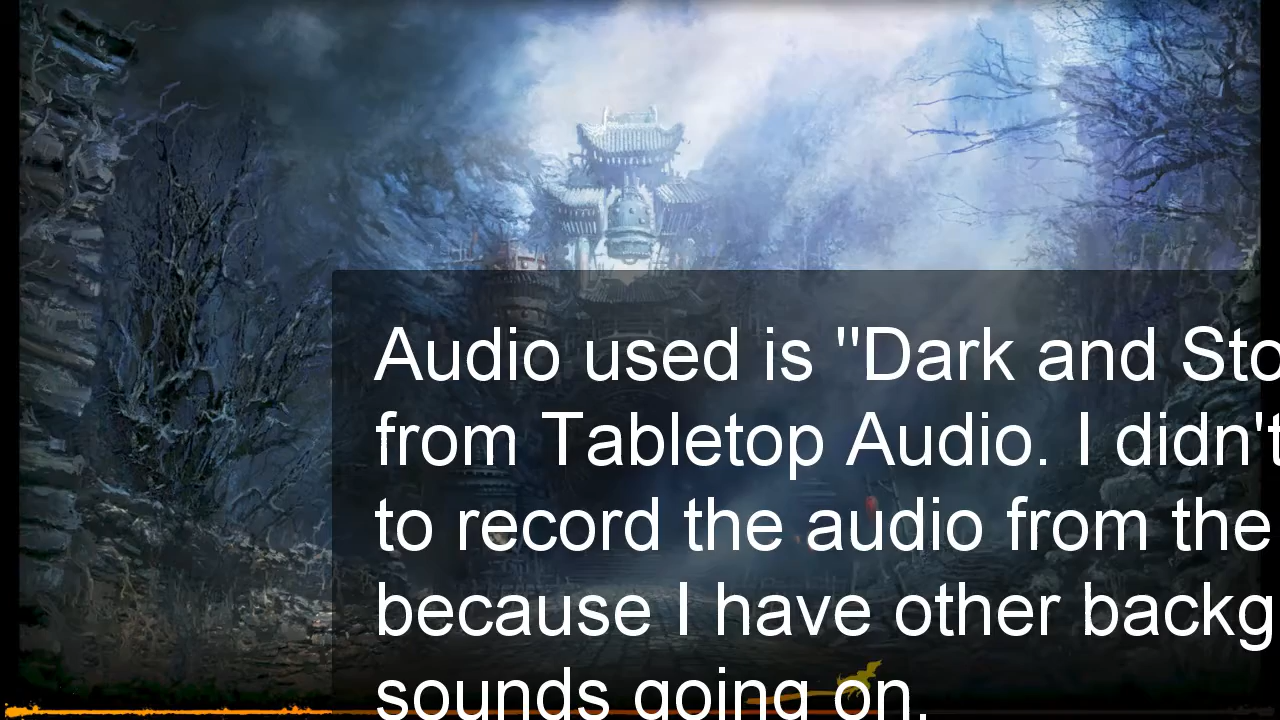 Audio used is "Dark and Sto
from Tabletop Audio. I didn't
to record the audio from the
because I have other backg
sounds going on.